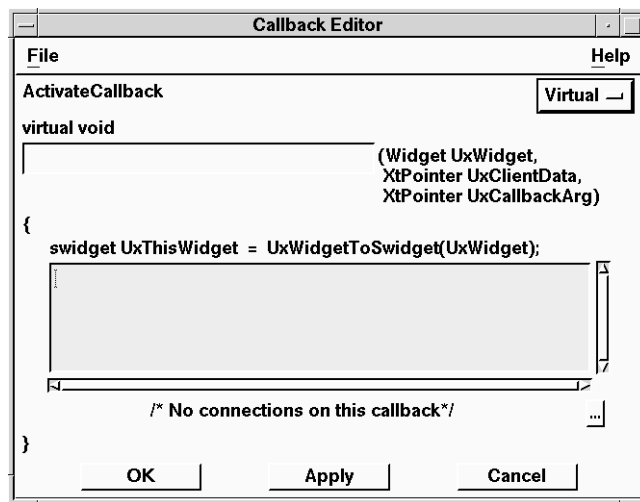 Callback Editor
File Help
ActivateCallback Virtual
virtual void
(Widget UxWidget,
XtPointer UxClientData,
XtPointer UxCallbackArg)
{
swidget UxThisWidget = UxWidgetToSwidget(UxWidget);
/* No connections on this callback*/ ...
}
OK Apply Cancel